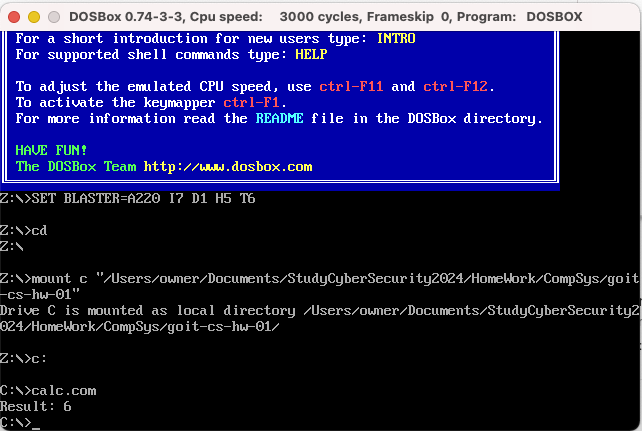 DOSBox 0.74-3-3, Cpu speed:    3000 cycles, Frameskip  0, Program:   DOSBOX
For a short introduction for new users type: INTRO
For supported shell commands type: HELP
To adjust the emulated CPU speed, use ctrl-F11 and ctrl-F12.
To activate the keymapper ctrl-F1.
For more information read the README file in the DOSBox directory.
HAVE FUN!
The DOSBox Team http://www.dosbox.com
Z:\>SET BLASTER=A220 I7 D1 H5 T6
Z:\>cd
Z:\
Z:\>mount c "/Users/owner/Documents/StudyCyberSecurity2024/HomeWork/CompSys/goit
-cs-hw-01"
Drive C is mounted as local directory /Users/owner/Documents/StudyCyberSecurity2
024/HomeWork/CompSys/goit-cs-hw-01/
Z:\>c:
C:\>calc.com
Result: 6
C:\>_